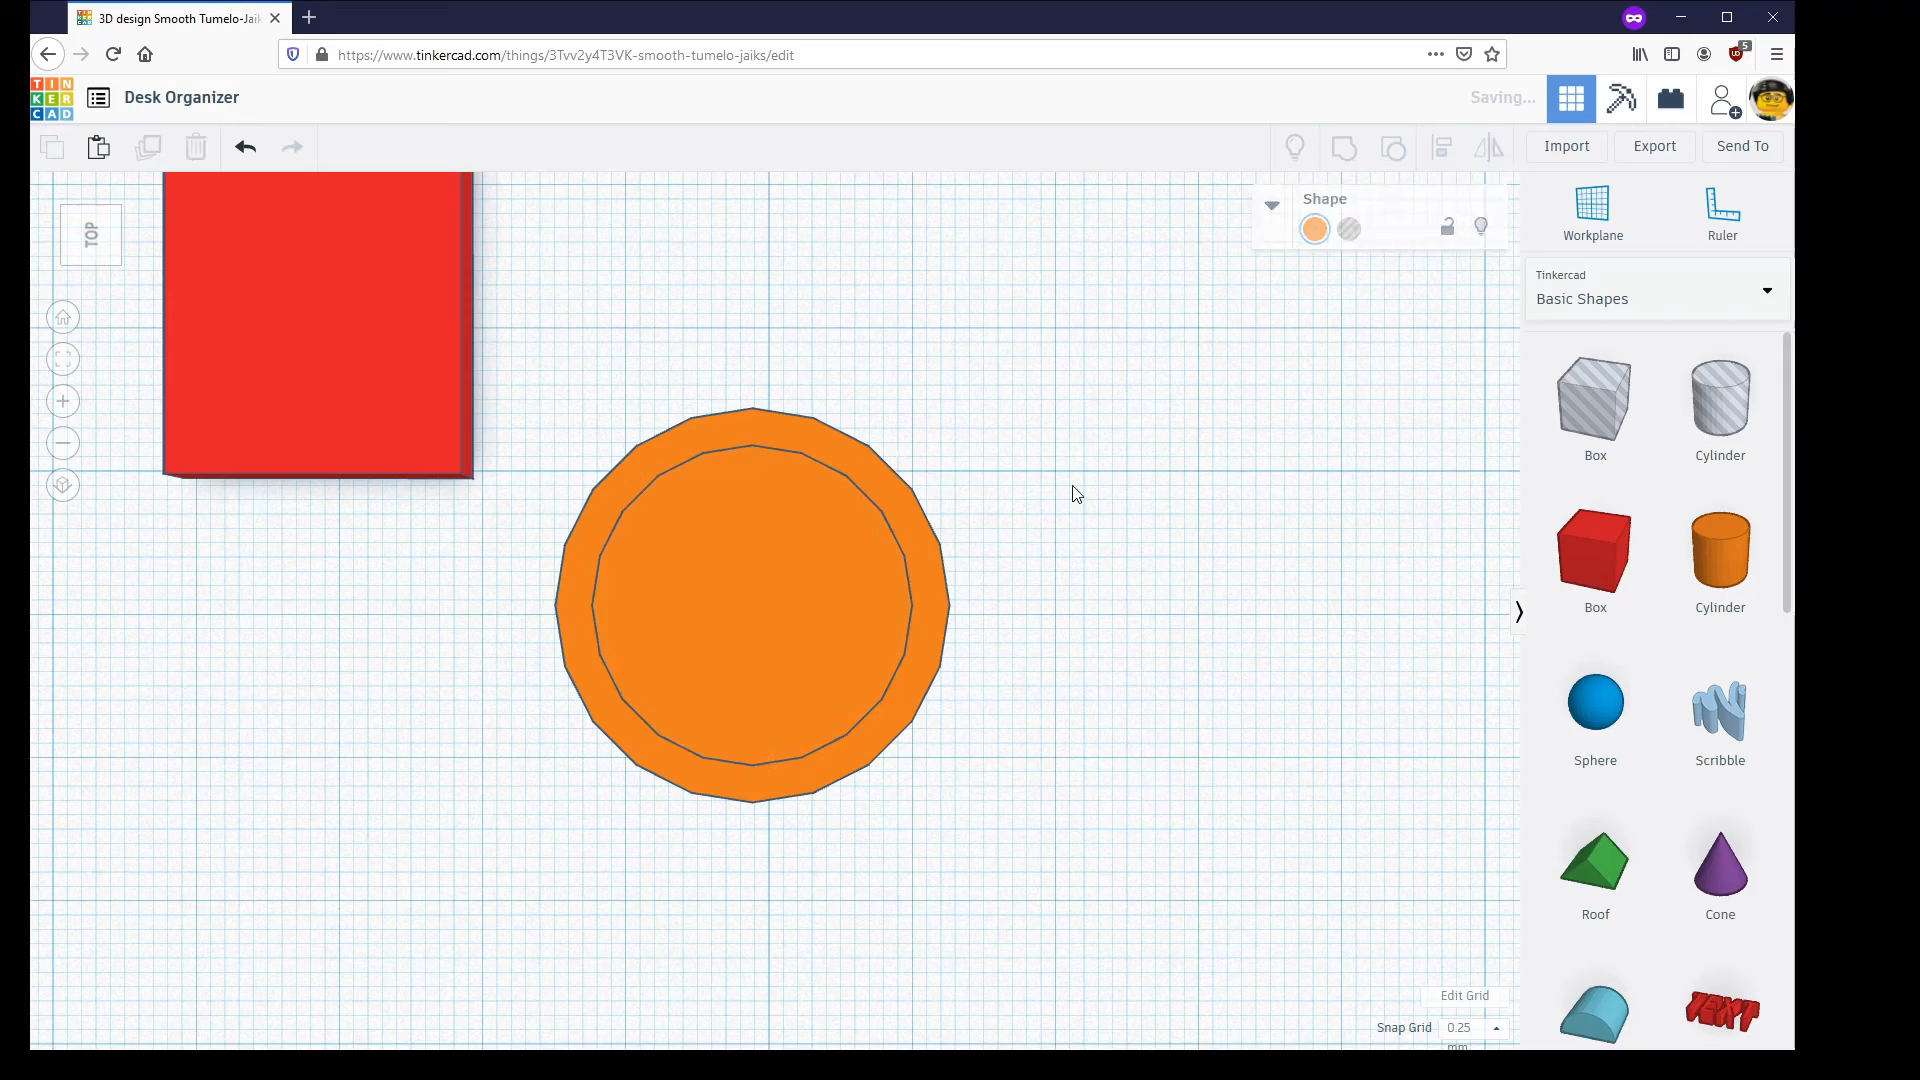 3D design Smooth Tumelo-Jaik
https://www.tinkercad.com/things/3Tvv2y4T3VK-smooth-tumelo-jaiks/edit
5
TIN
KER
CAD
Desk Organizer
Saving...
Import
Export
Send To
TOP
Shape
Workplane
Ruler
Tinkercad
Basic Shapes
Box
Cylinder
Box
Cylinder
Sphere
Scribble
Roof
Cone
TEXT
Edit Grid
Snap Grid
0.25
mm